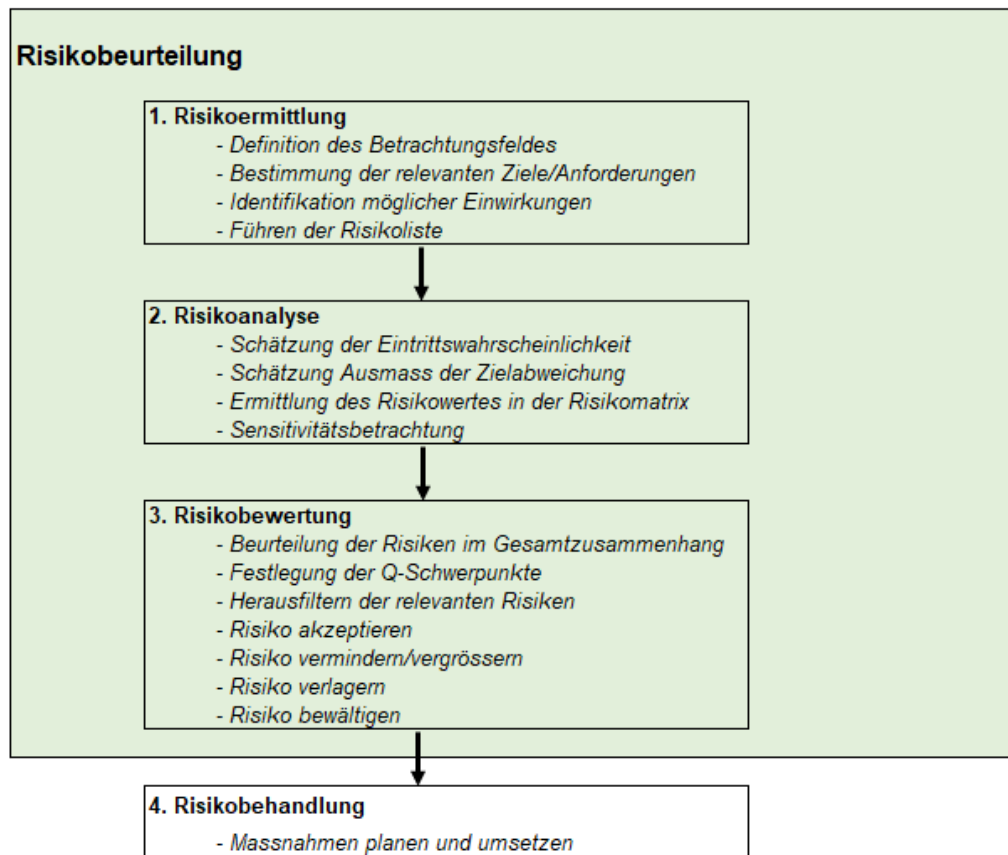 Risikobeurteilung
1. Risikoermittlung
- Definition des Betrachtungsfeldes
- Bestimmung der relevanten Ziele/Anforderungen
- Identifikation möglicher Einwirkungen
- Führen der Risikoliste
2. Risikoanalyse
- Schätzung der Eintrittswahrscheinlichkeit
- Schätzung Ausmass der Zielabweichung
- Ermittlung des Risikowertes in der Risikomatrix
- Sensitivitätsbetrachtung
3. Risikobewertung
- Beurteilung der Risiken im Gesamtzusammenhang
- Festlegung der Q-Schwerpunkte
- Herausfiltern der relevanten Risiken
- Risiko akzeptieren
- Risiko vermindern/vergrössern
- Risiko verlagern
- Risiko bewältigen
4. Risikobehandlung
- Massnahmen planen und umsetzen